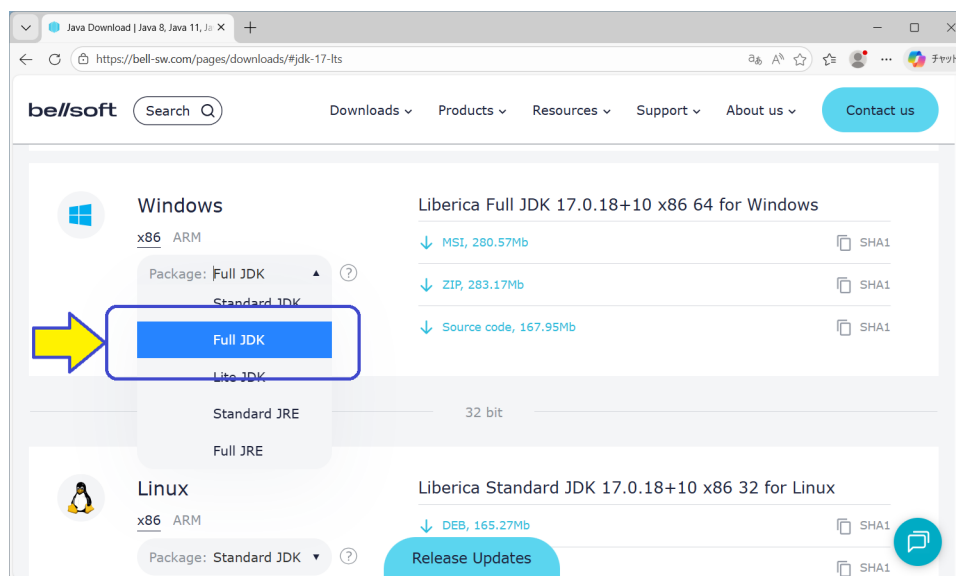 Java Download | Java 8, Java 11, Ja
https://bell-sw.com/pages/downloads/#jdk-17-lts
チャット
bellsoft
Search
Downloads
Products
Resources
Support
About us
Contact us
Windows
x86 ARM
Package: Full JDK
?
Standard JDK
Full JDK
Lite JDK
Standard JRE
Full JRE
Liberica Full JDK 17.0.18+10 x86 64 for Windows
MSI, 280.57Mb
SHA1
ZIP, 283.17Mb
SHA1
Source code, 167.95Mb
SHA1
32 bit
Linux
x86 ARM
Package: Standard JDK
?
Liberica Standard JDK 17.0.18+10 x86 32 for Linux
DEB, 165.27Mb
SHA1
SHA1
Release Updates